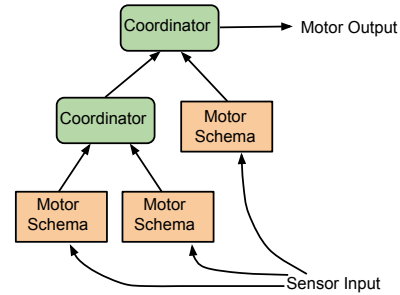 Coordinator
Motor Output
Coordinator
Motor
Schema
Motor
Schema
Motor
Schema
Sensor Input